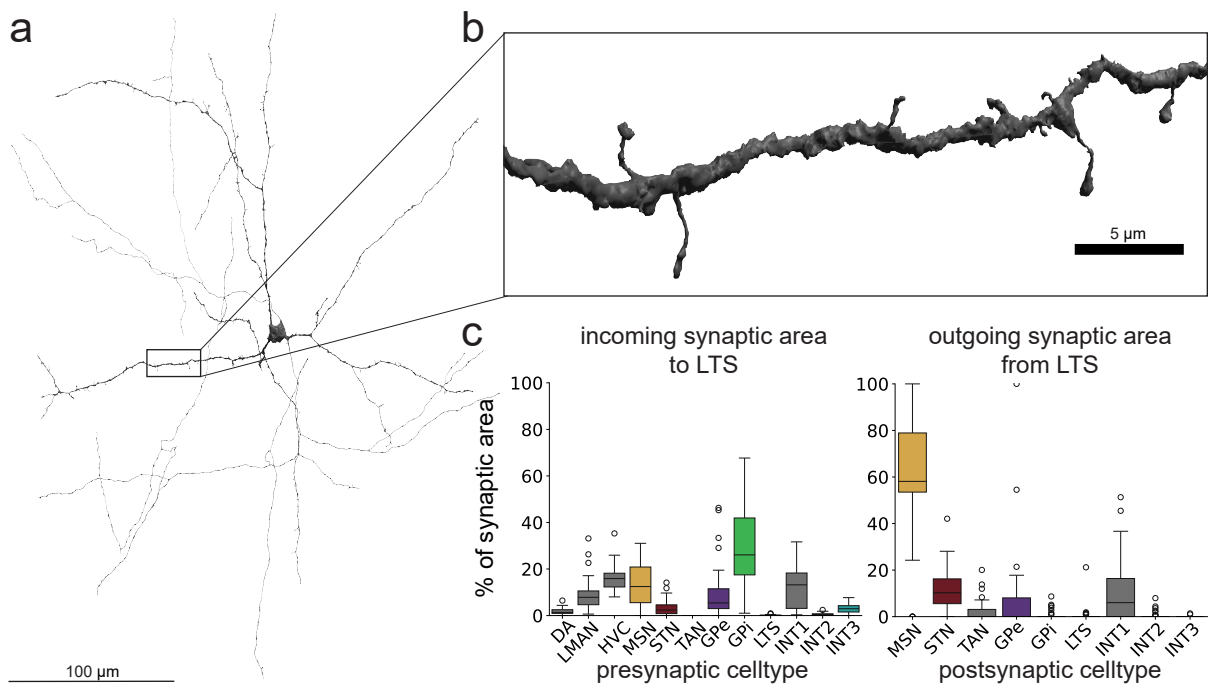 a
b
5 µm
100 µm
c
incoming synaptic area
to LTS
outgoing synaptic area
from LTS
% of synaptic area
100
80
60
40
20
0
DA
LMAN
HVC
MSN
STN
TAN
GPe
GPi
LTS
INT1
INT2
INT3
presynaptic celltype
100
80
60
40
20
0
MSN
STN
TAN
GPe
GPi
LTS
INT1
INT2
INT3
postsynaptic celltype